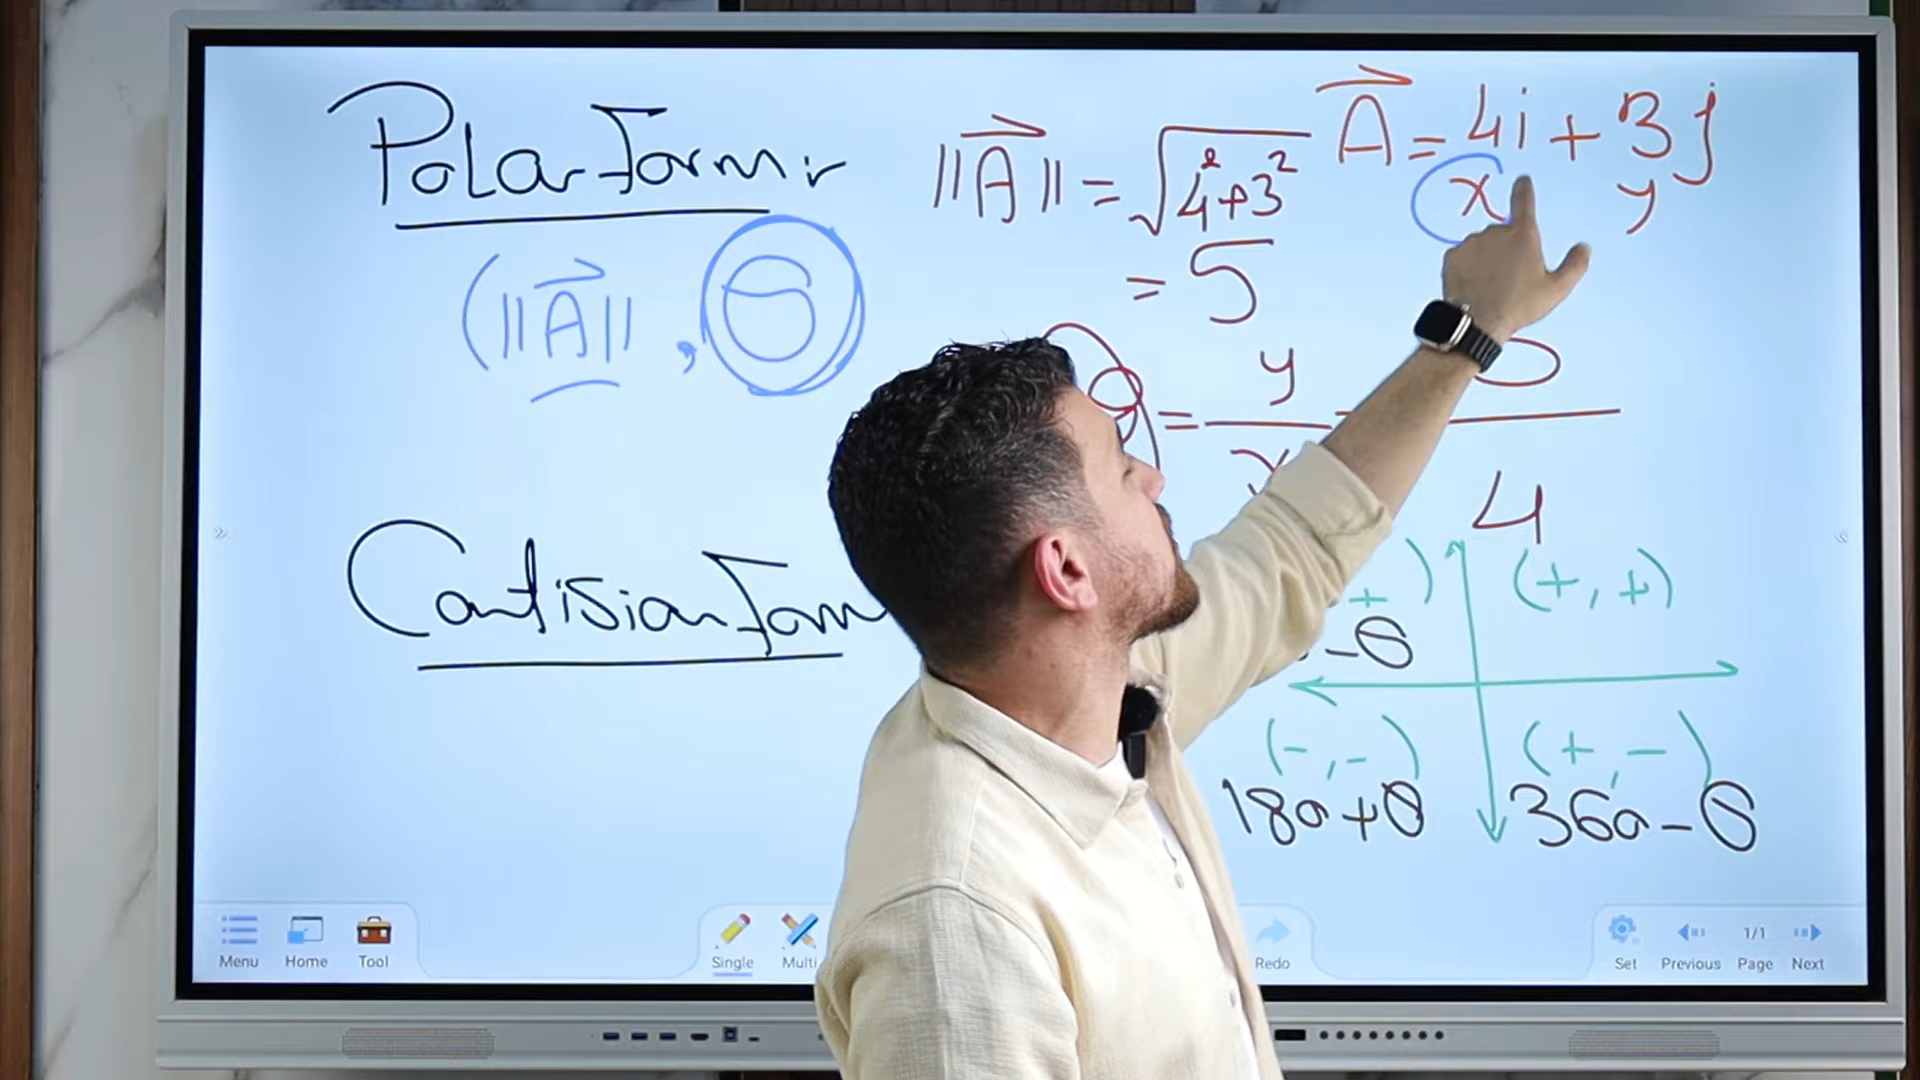 Polar Form:
(||A||, θ)
Cartisian Form
A = 4i + 3j
x y
||A|| = √4²+3²
= 5
= y
x
4
+)
(+,+)
-θ
(-,-)
(+,-)
180+θ
360-θ
Menu
Home
Tool
Single
Multi
Redo
Set
Previous
1/1
Page
Next